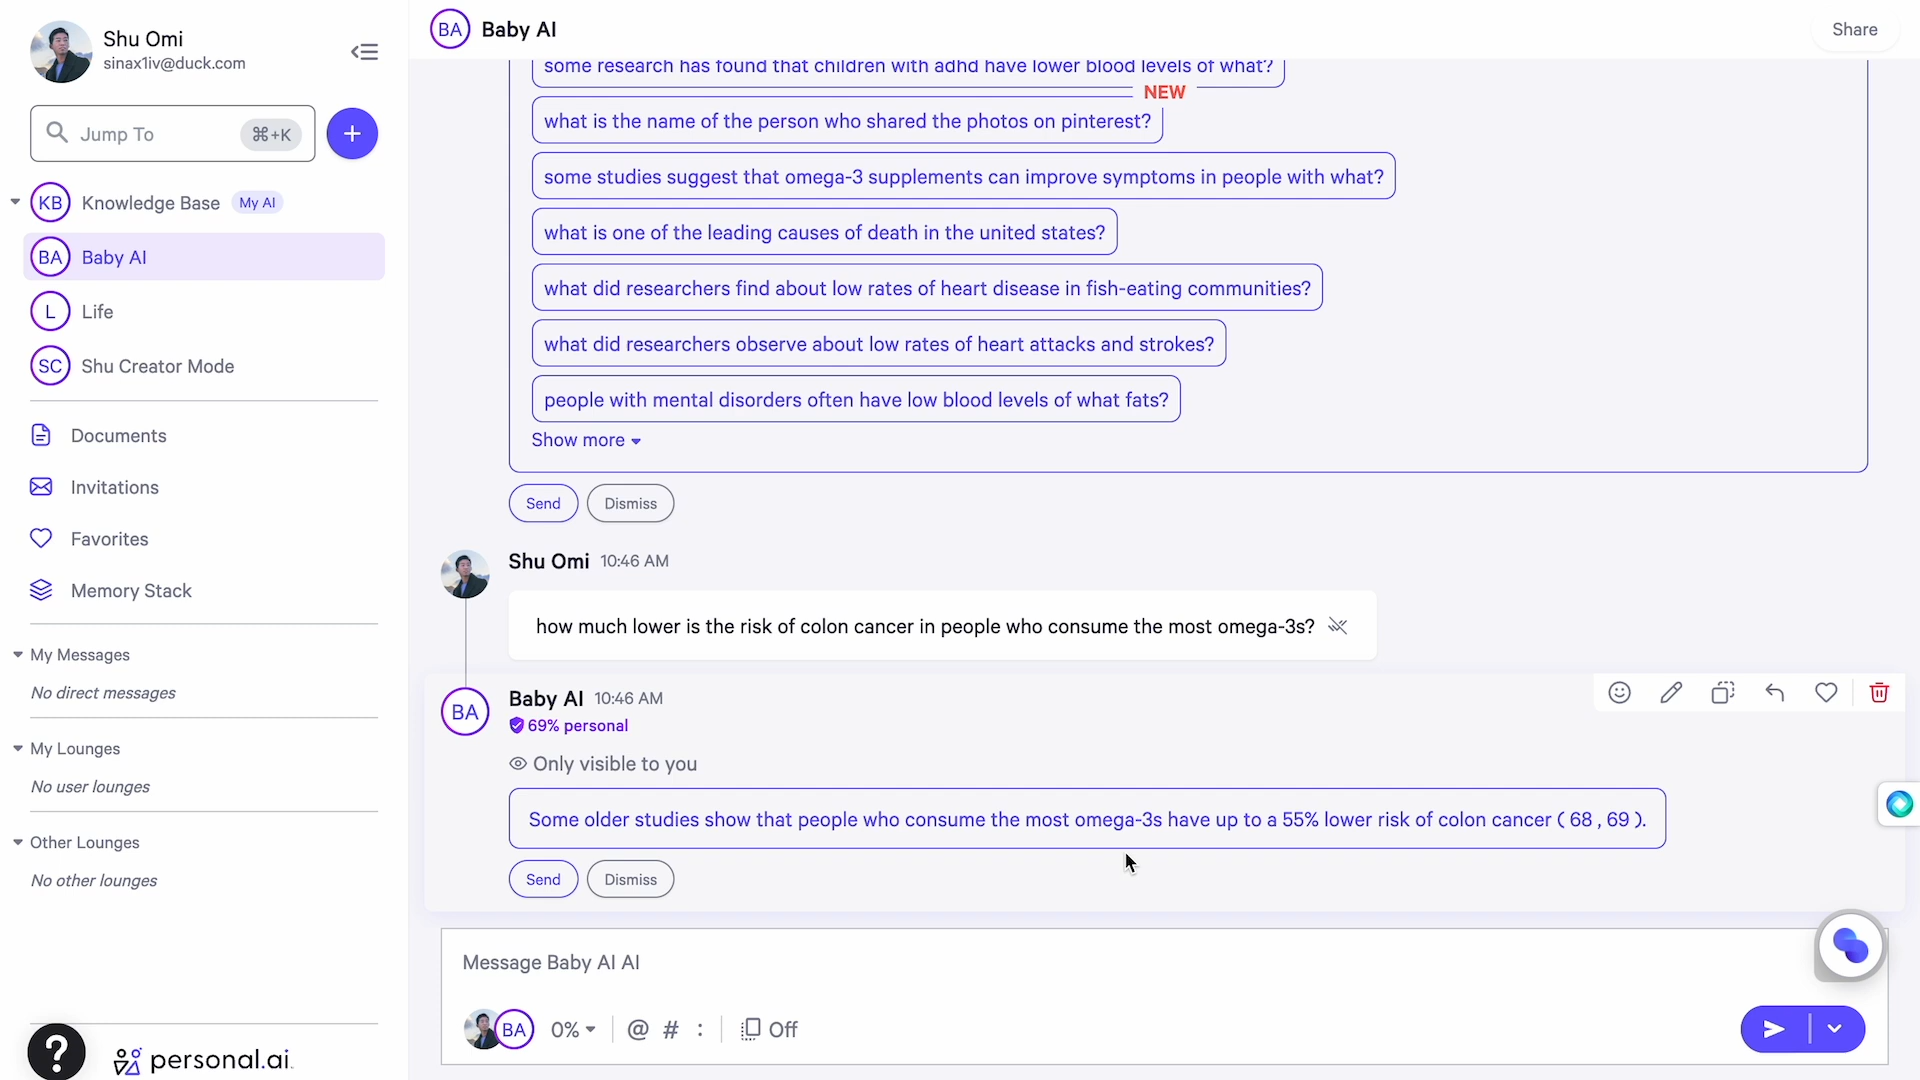 Shu Omi
sinax1iv@duck.com
Jump To
⌘+K
+
KB
Knowledge Base
My AI
BA
Baby AI
L
Life
SC
Shu Creator Mode
Documents
Invitations
Favorites
Memory Stack
My Messages
No direct messages
My Lounges
No user lounges
Other Lounges
No other lounges
?
personal.ai
BA
Baby AI
Share
some research has found that children with adhd have lower blood levels of what?
NEW
what is the name of the person who shared the photos on pinterest?
some studies suggest that omega-3 supplements can improve symptoms in people with what?
what is one of the leading causes of death in the united states?
what did researchers find about low rates of heart disease in fish-eating communities?
what did researchers observe about low rates of heart attacks and strokes?
people with mental disorders often have low blood levels of what fats?
Show more
Send
Dismiss
Shu Omi 10:46 AM
how much lower is the risk of colon cancer in people who consume the most omega-3s?
BA
Baby AI 10:46 AM
69% personal
Only visible to you
Some older studies show that people who consume the most omega-3s have up to a 55% lower risk of colon cancer ( 68 , 69 ).
Send
Dismiss
Message Baby AI AI
BA
0%
@ # :
Off